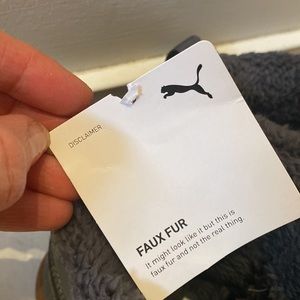 DISCLAIMER
FAUX FUR
It might look like it but this is
faux fur and not the real thing.